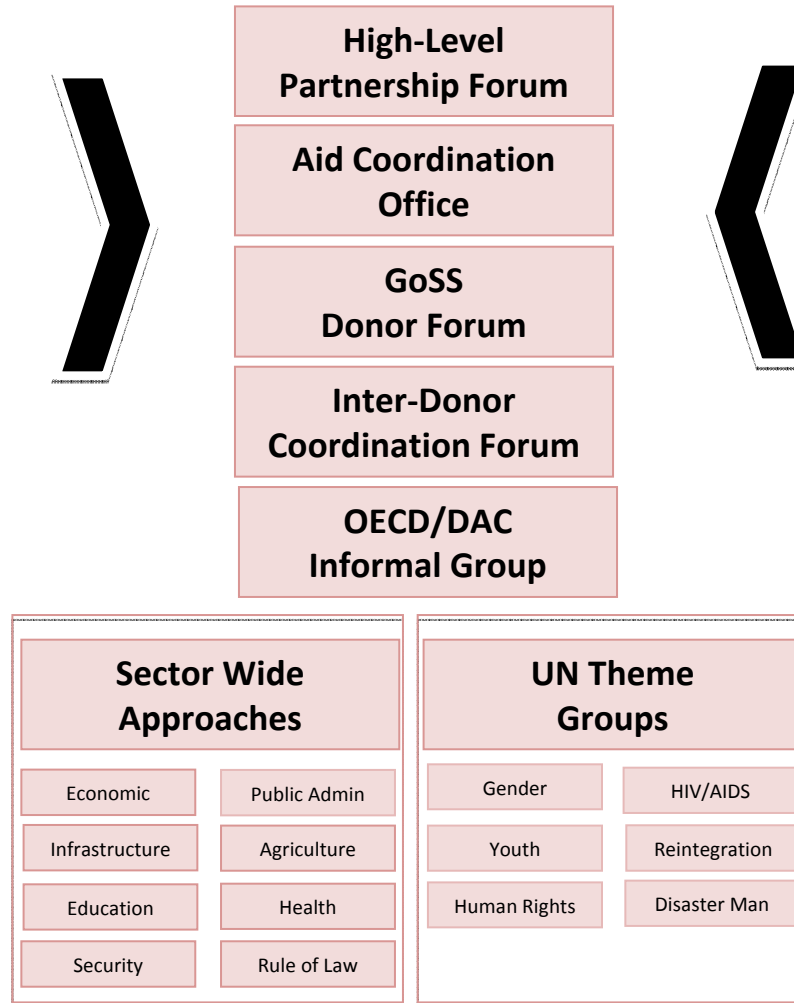 High-Level
Partnership Forum
Aid Coordination
Office
GoSS
Donor Forum
Inter-Donor
Coordination Forum
OECD/DAC
Informal Group
Sector Wide
Approaches
Economic
Public Admin
Infrastructure
Agriculture
Education
Health
Security
Rule of Law
UN Theme
Groups
Gender
HIV/AIDS
Youth
Reintegration
Human Rights
Disaster Man